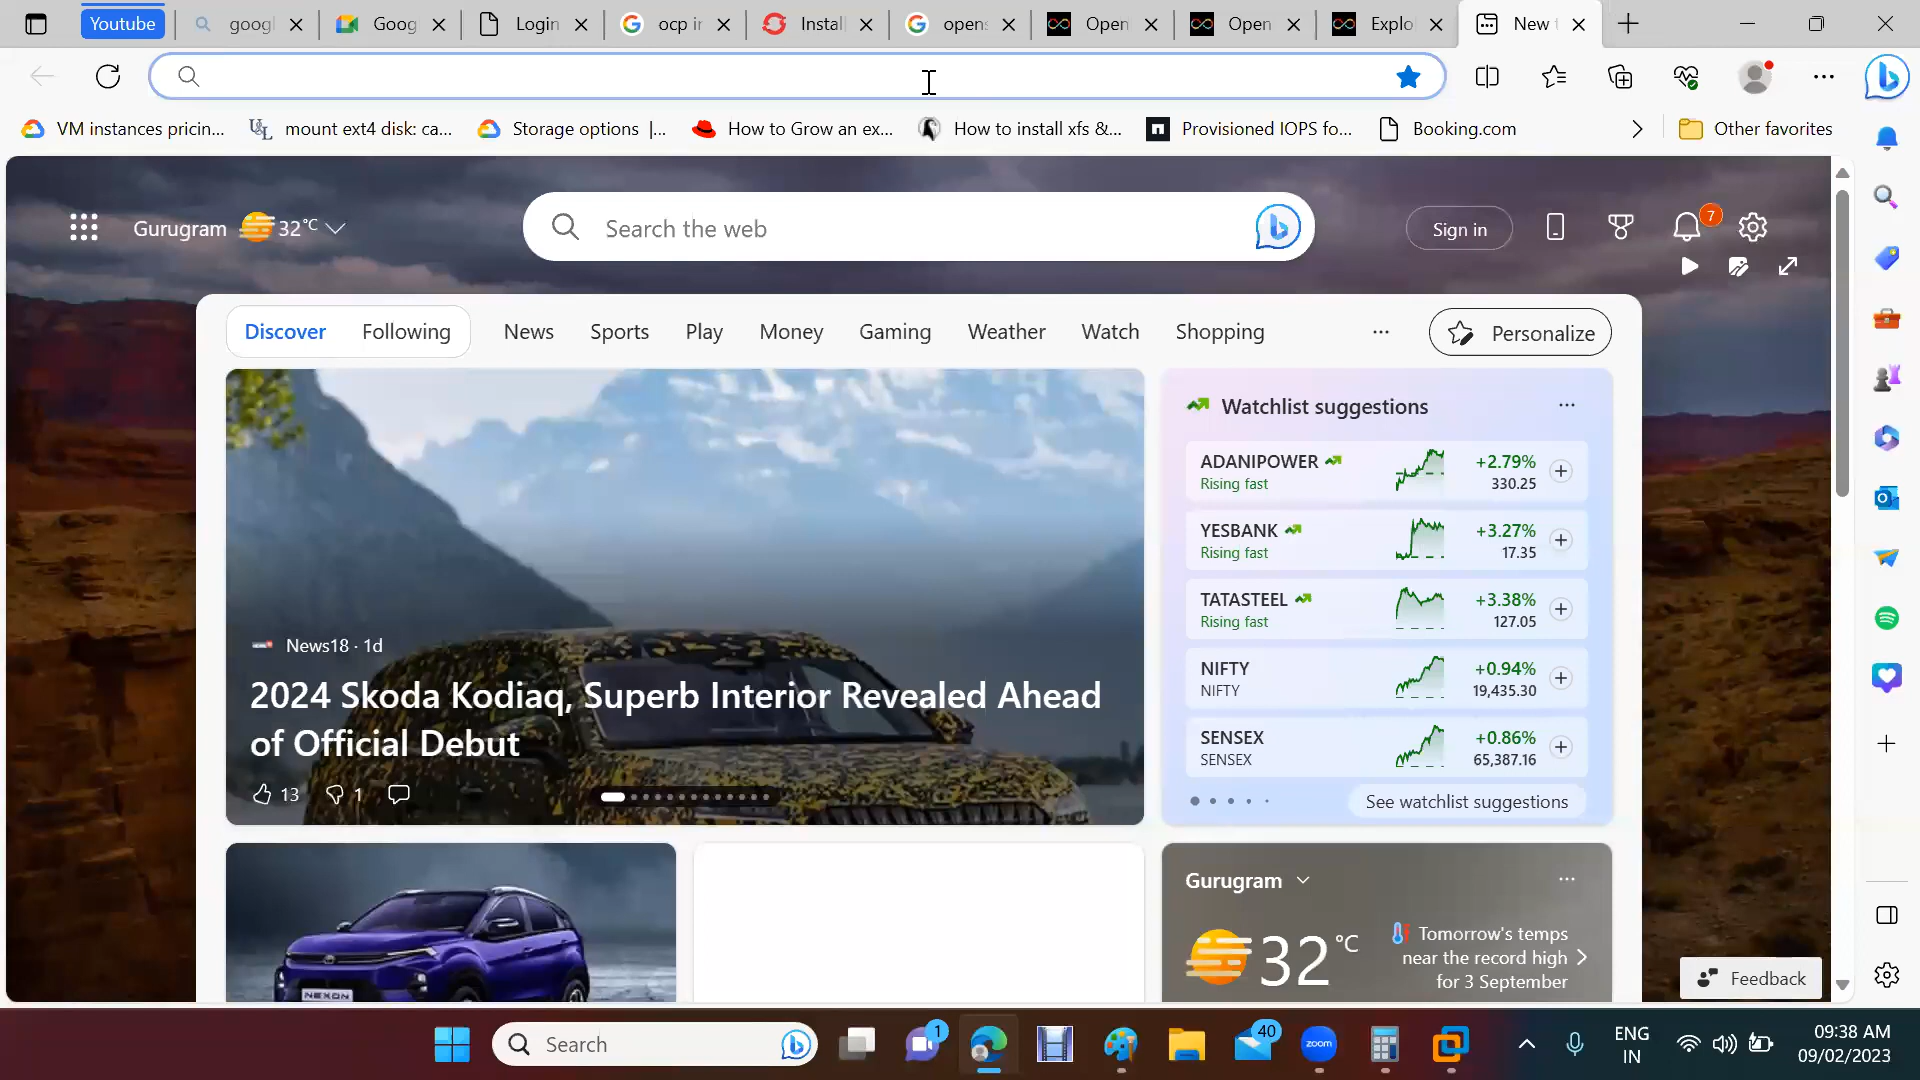 Youtube
googl
Goog
Login
ocp in
Install
opens
Open
Open
Explo
New t
VM instances pricin...
mount ext4 disk: ca...
Storage options |...
How to Grow an ex...
How to install xfs &...
Provisioned IOPS fo...
Booking.com
Other favorites
Gurugram 32°C
Search the web
Sign in
7
Discover Following News Sports Play Money Gaming Weather Watch Shopping
Personalize
Watchlist suggestions
ADANIPOWER +2.79%
Rising fast 330.25
YESBANK +3.27%
Rising fast 17.35
TATASTEEL +3.38%
Rising fast 127.05
NIFTY +0.94%
NIFTY 19,435.30
SENSEX +0.86%
SENSEX 65,387.16
See watchlist suggestions
News18 · 1d
2024 Skoda Kodiaq, Superb Interior Revealed Ahead
of Official Debut
13 1
NEXON
Gurugram
32°C
Tomorrow's temps
near the record high
for 3 September
Feedback
Search
1
40
zoom
ENG
IN
09:38 AM
09/02/2023